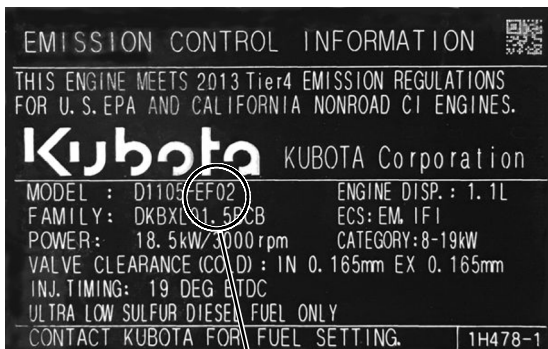 EMISSION CONTROL INFORMATION
THIS ENGINE MEETS 2013 Tier4 EMISSION REGULATIONS
FOR U.S.EPA AND CALIFORNIA NONROAD CI ENGINES.
Kubota KUBOTA Corporation
MODEL : D1105-EF02 ENGINE DISP.: 1.1L
FAMILY: DKBXL01.5BCB ECS: EM, IFI
POWER: 18.5kW/3000rpm CATEGORY:8-19kW
VALVE CLEARANCE (COLD) : IN 0.165mm EX 0.165mm
INJ.TIMING: 19 DEG BTDC
ULTRA LOW SULFUR DIESEL FUEL ONLY
CONTACT KUBOTA FOR FUEL SETTING. 1H478-1